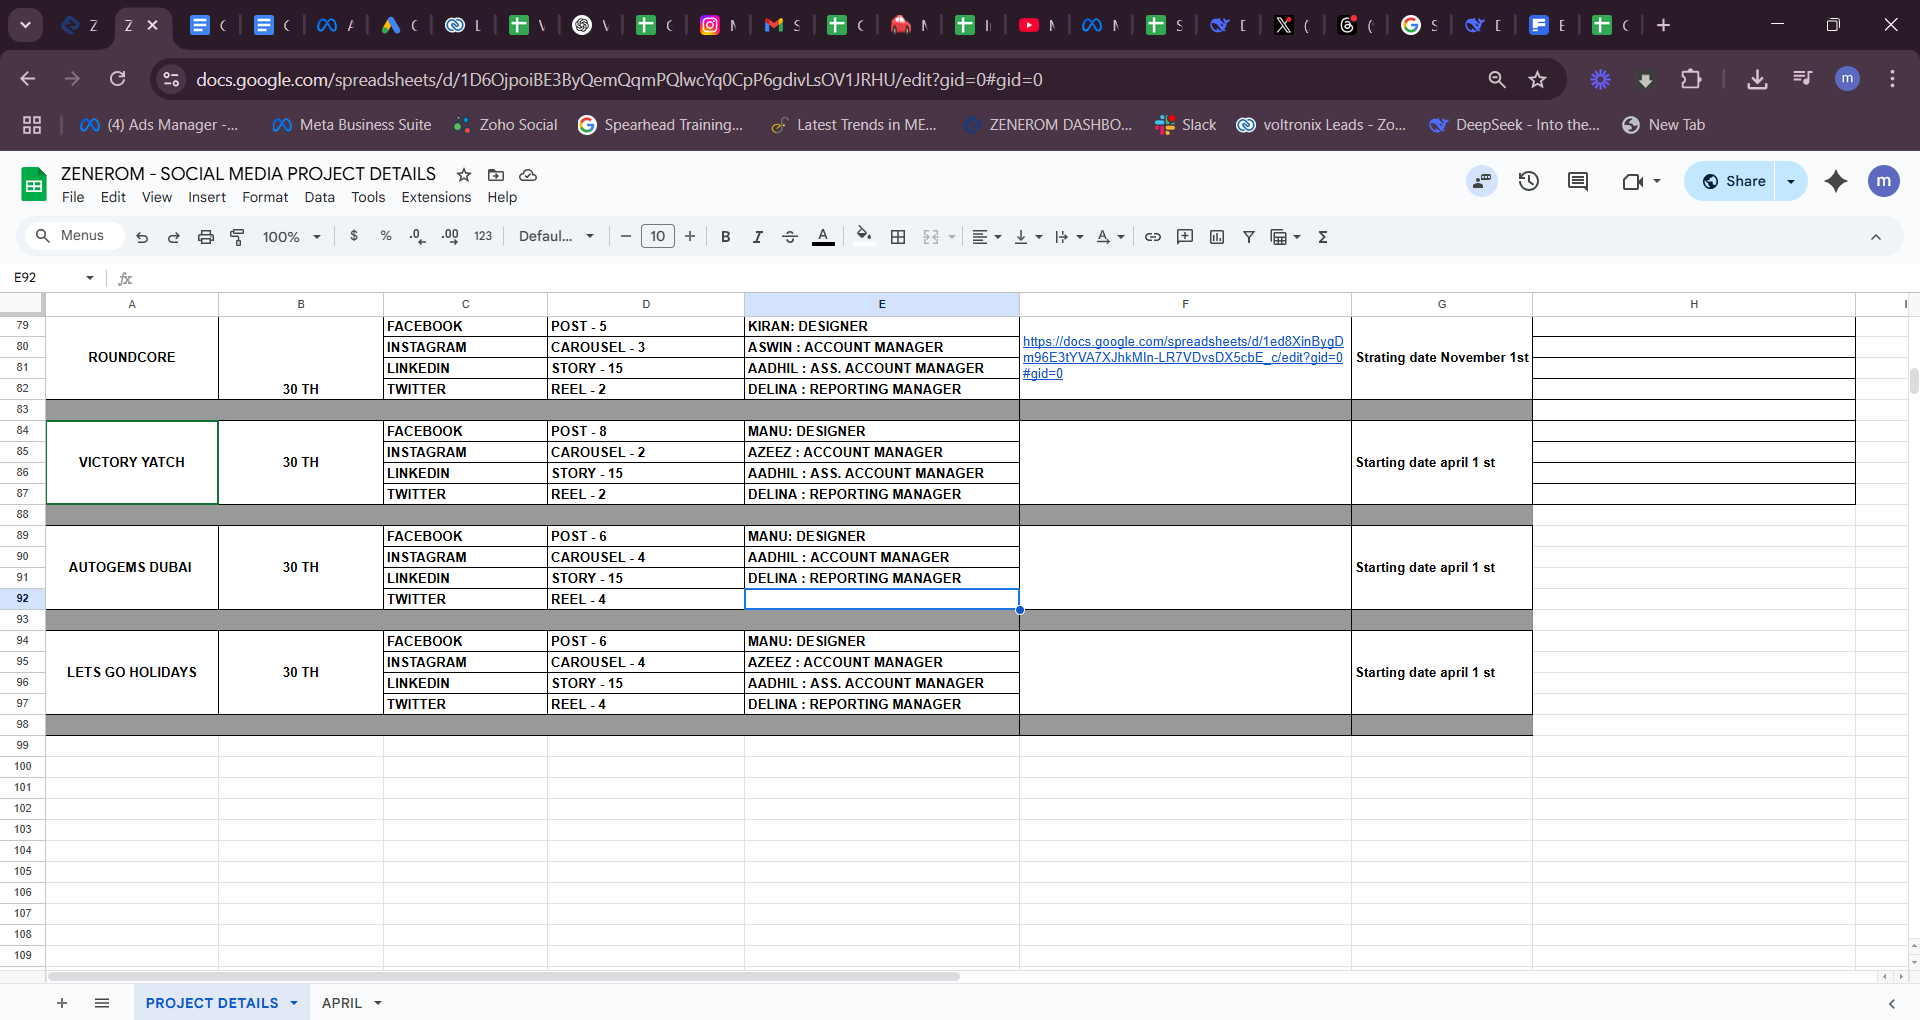 Z
Z
docs.google.com/spreadsheets/d/1D6OjpoiBE3ByQemQqmPQlwcYq0CpP6gdivLsOV1JRHU/edit?gid=0#gid=0
m
(4) Ads Manager -...
Meta Business Suite
Zoho Social
Spearhead Training...
Latest Trends in ME...
ZENEROM DASHBO...
Slack
voltronix Leads - Zo...
DeepSeek - Into the...
New Tab
ZENEROM - SOCIAL MEDIA PROJECT DETAILS
File Edit View Insert Format Data Tools Extensions Help
Share
m
Menus
100%
$ % .0 .00 123
Defaul...
10
B I A
E92
fx
A B C D E F G H I
79 FACEBOOK POST - 5 KIRAN: DESIGNER
80 INSTAGRAM CAROUSEL - 3 ASWIN : ACCOUNT MANAGER
ROUNDCORE
https://docs.google.com/spreadsheets/d/1ed8XinBygD
m96E3tYVA7XJhkMIn-LR7VDvsDX5cbE_c/edit?gid=0
#gid=0
Strating date November 1st
81 LINKEDIN STORY - 15 AADHIL : ASS. ACCOUNT MANAGER
82 30 TH TWITTER REEL - 2 DELINA : REPORTING MANAGER
83
84 FACEBOOK POST - 8 MANU: DESIGNER
85 INSTAGRAM CAROUSEL - 2 AZEEZ : ACCOUNT MANAGER
VICTORY YATCH 30 TH Starting date april 1 st
86 LINKEDIN STORY - 15 AADHIL : ASS. ACCOUNT MANAGER
87 TWITTER REEL - 2 DELINA : REPORTING MANAGER
88
89 FACEBOOK POST - 6 MANU: DESIGNER
90 INSTAGRAM CAROUSEL - 4 AADHIL : ACCOUNT MANAGER
AUTOGEMS DUBAI 30 TH Starting date april 1 st
91 LINKEDIN STORY - 15 DELINA : REPORTING MANAGER
92 TWITTER REEL - 4
93
94 FACEBOOK POST - 6 MANU: DESIGNER
95 INSTAGRAM CAROUSEL - 4 AZEEZ : ACCOUNT MANAGER
LETS GO HOLIDAYS 30 TH Starting date april 1 st
96 LINKEDIN STORY - 15 AADHIL : ASS. ACCOUNT MANAGER
97 TWITTER REEL - 4 DELINA : REPORTING MANAGER
98
99
100
101
102
103
104
105
106
107
108
109
PROJECT DETAILS APRIL